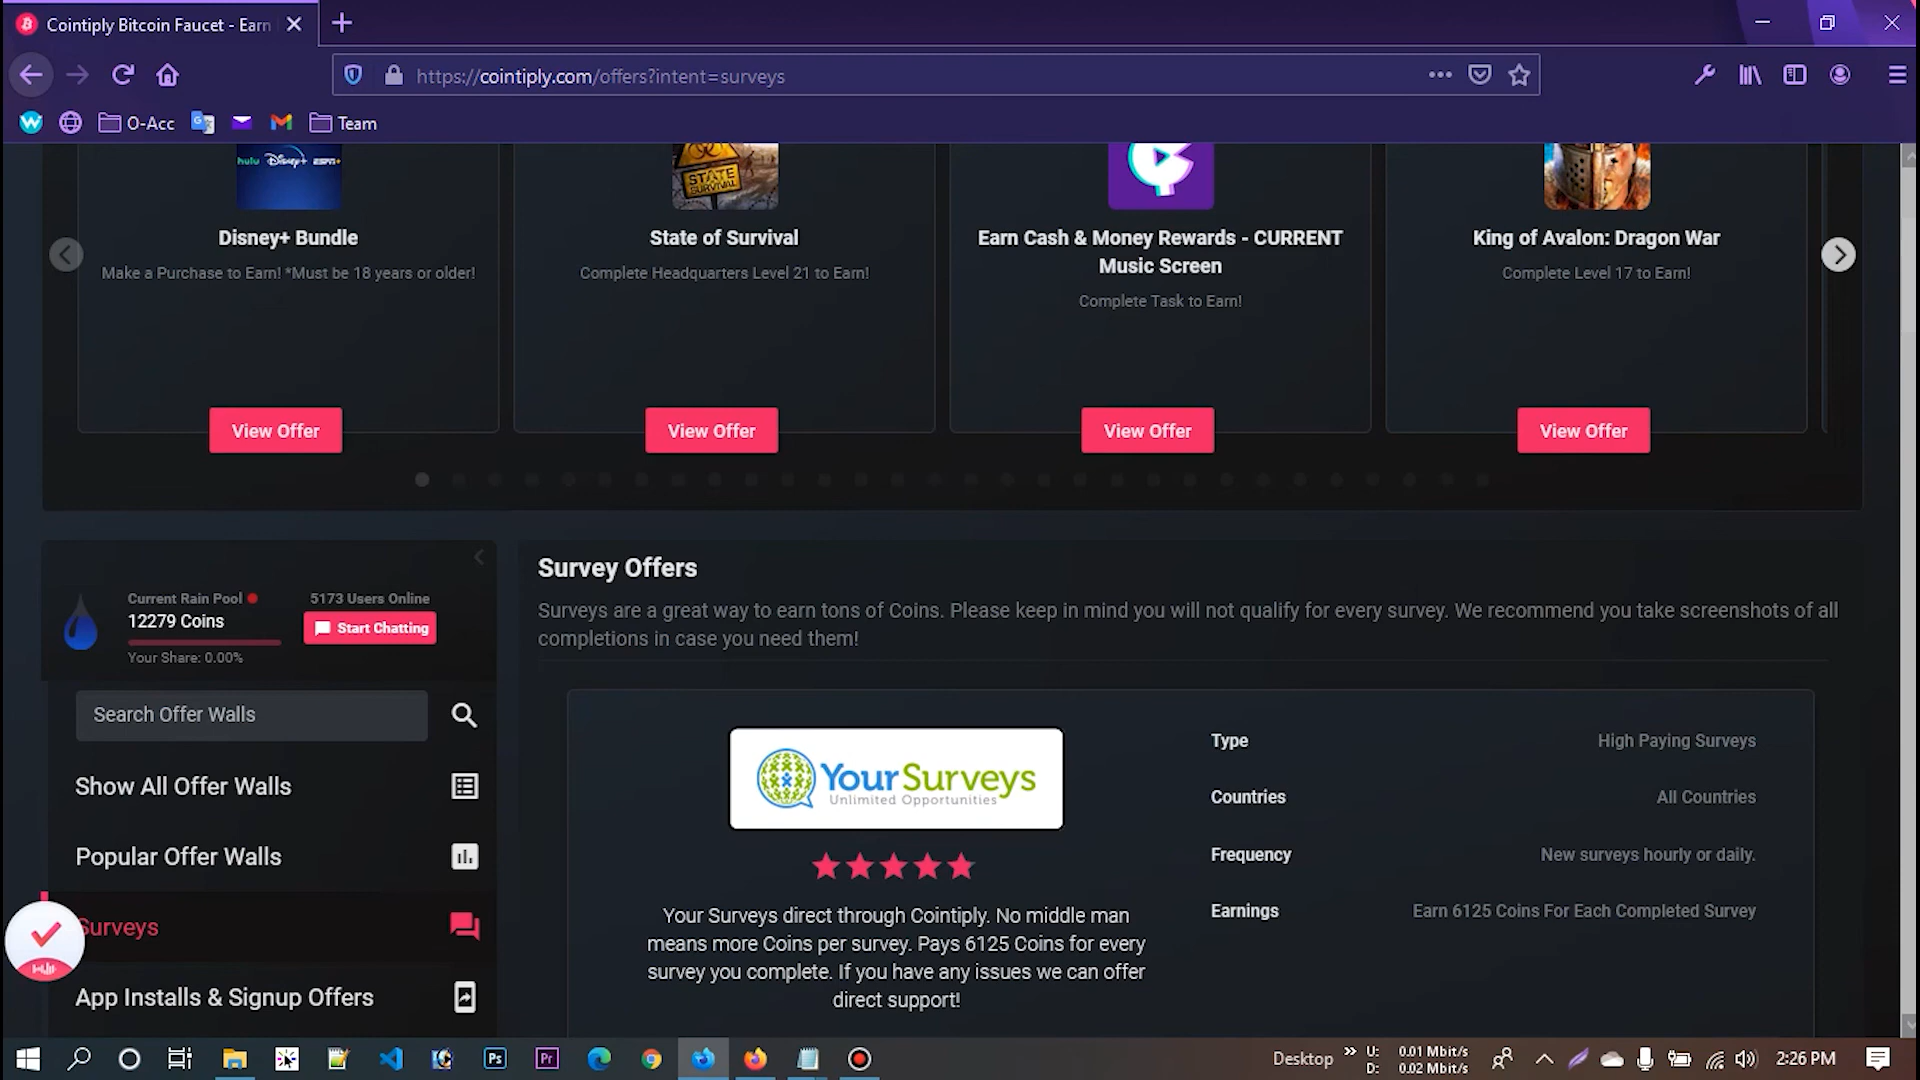 Cointiply Bitcoin Faucet - Earn
https://cointiply.com/offers?intent=surveys
O-Acc
Team
hulu Disney+ ESPN+
STATE
SURVIVAL
Disney+ Bundle
Make a Purchase to Earn! *Must be 18 years or older!
View Offer
State of Survival
Complete Headquarters Level 21 to Earn!
View Offer
Earn Cash & Money Rewards - CURRENT
Music Screen
Complete Task to Earn!
View Offer
King of Avalon: Dragon War
Complete Level 17 to Earn!
View Offer
Current Rain Pool
12279 Coins
Your Share: 0.00%
5173 Users Online
Start Chatting
Search Offer Walls
Show All Offer Walls
Popular Offer Walls
Surveys
App Installs & Signup Offers
Survey Offers
Surveys are a great way to earn tons of Coins. Please keep in mind you will not qualify for every survey. We recommend you take screenshots of all
completions in case you need them!
YourSurveys
Unlimited Opportunities
Your Surveys direct through Cointiply. No middle man
means more Coins per survey. Pays 6125 Coins for every
survey you complete. If you have any issues we can offer
direct support!
Type High Paying Surveys
Countries All Countries
Frequency New surveys hourly or daily.
Earnings Earn 6125 Coins For Each Completed Survey
Ps
Pr
Desktop
U: 0.01 Mbit/s
D: 0.02 Mbit/s
2:26 PM